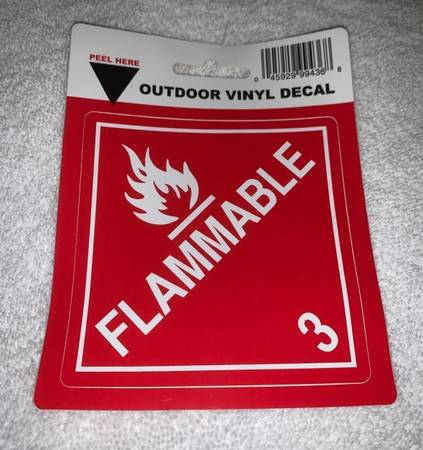 PEEL HERE
0 45929 99436 8
OUTDOOR VINYL DECAL
FLAMMABLE
3